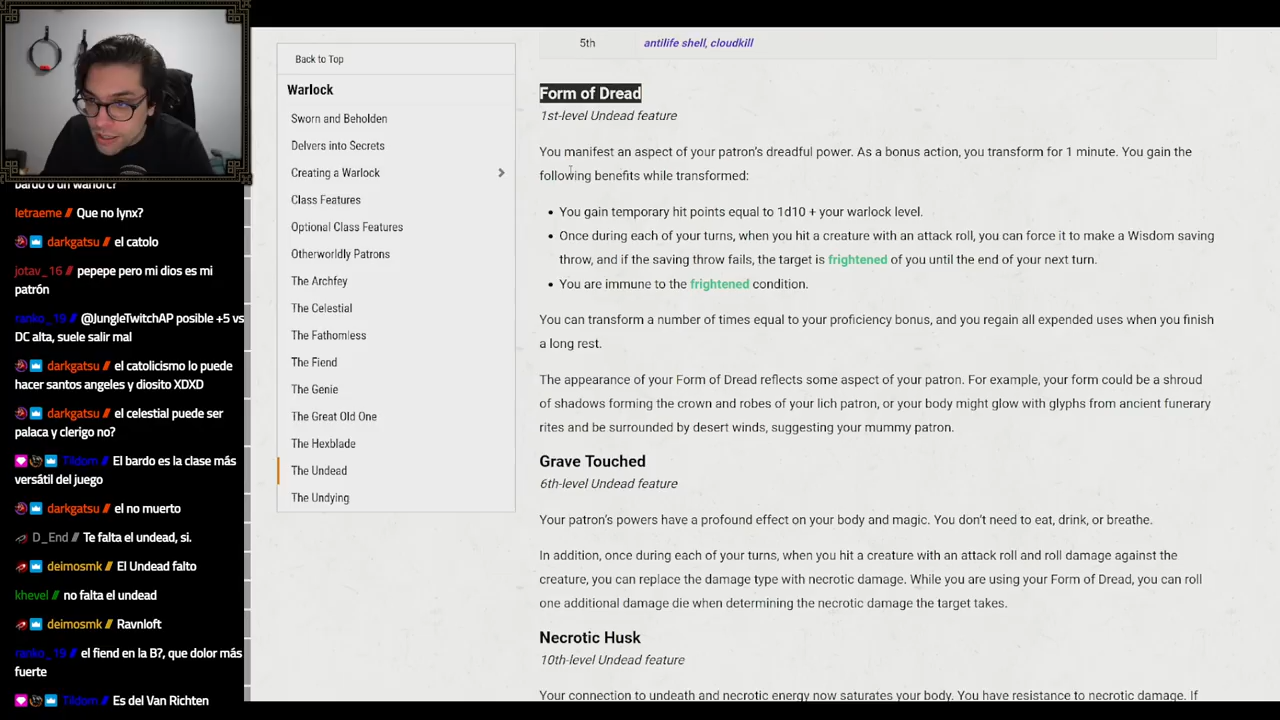 bardo o un warlorc?
letraeme // Que no lynx?
darkgatsu // el catolo
jotav_16 // pepepe pero mi dios es mi
patrón
ranko_19 // @JungleTwitchAP posible +5 vs
DC alta, suele salir mal
darkgatsu // el catolicismo lo puede
hacer santos angeles y diosito XDXD
darkgatsu // el celestial puede ser
palaca y clerigo no?
Tildom // El bardo es la clase más
versátil del juego
darkgatsu // el no muerto
D_End // Te falta el undead, si.
deimosmk // El Undead falto
khevel // no falta el undead
deimosmk // Ravnloft
ranko_19 // el fiend en la B?, que dolor más
fuerte
Tildom // Es del Van Richten
Back to Top
Warlock
Sworn and Beholden
Delvers into Secrets
Creating a Warlock
Class Features
Optional Class Features
Otherworldly Patrons
The Archfey
The Celestial
The Fathomless
The Fiend
The Genie
The Great Old One
The Hexblade
The Undead
The Undying
5th antilife shell, cloudkill
Form of Dread
1st-level Undead feature
You manifest an aspect of your patron's dreadful power. As a bonus action, you transform for 1 minute. You gain the
following benefits while transformed:
• You gain temporary hit points equal to 1d10 + your warlock level.
• Once during each of your turns, when you hit a creature with an attack roll, you can force it to make a Wisdom saving
throw, and if the saving throw fails, the target is frightened of you until the end of your next turn.
• You are immune to the frightened condition.
You can transform a number of times equal to your proficiency bonus, and you regain all expended uses when you finish
a long rest.
The appearance of your Form of Dread reflects some aspect of your patron. For example, your form could be a shroud
of shadows forming the crown and robes of your lich patron, or your body might glow with glyphs from ancient funerary
rites and be surrounded by desert winds, suggesting your mummy patron.
Grave Touched
6th-level Undead feature
Your patron's powers have a profound effect on your body and magic. You don't need to eat, drink, or breathe.
In addition, once during each of your turns, when you hit a creature with an attack roll and roll damage against the
creature, you can replace the damage type with necrotic damage. While you are using your Form of Dread, you can roll
one additional damage die when determining the necrotic damage the target takes.
Necrotic Husk
10th-level Undead feature
Your connection to undeath and necrotic energy now saturates your body. You have resistance to necrotic damage. If